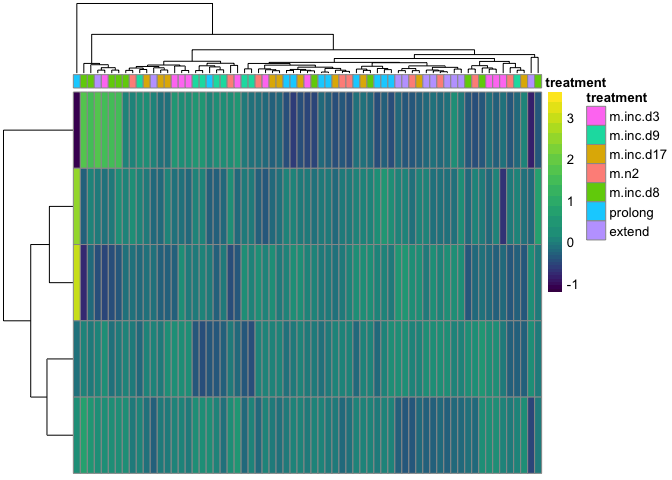 treatment
treatment
3
2
1
0
-1
m.inc.d3
m.inc.d9
m.inc.d17
m.n2
m.inc.d8
prolong
extend